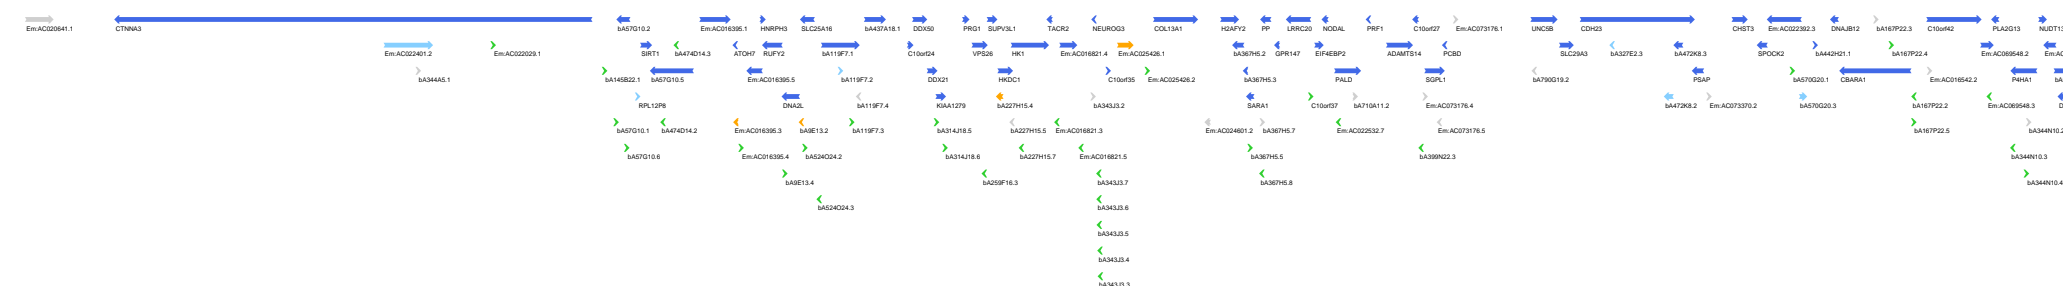 Em:AC020641.1 CTNNA3 bA57G10.2 Em:AC016395.1 HNRPH3 SLC25A16 bA437A18.1 DDX50 PRG1 SUPV3L1 TACR2 NEUROG3 COL13A1 H2AFY2 PP LRRC20 NODAL PRF1 C10orf27 Em:AC073176.1 UNC5B CDH23 CHST3 Em:AC022392.3 DNAJB12 bA167P22.3 C10orf42 PLA2G13 NUDT13
Em:AC022401.2 Em:AC022029.1 SIRT1 bA474D14.3 ATOH7 RUFY2 bA119F7.1 C10orf24 VPS26 HK1 Em:AC016821.4 Em:AC025426.1 bA367H5.2 GPR147 EIF4EBP2 ADAMTS14 PCBD SLC29A3 bA327E2.3 bA472K8.3 SPOCK2 bA442H21.1 bA167P22.4 Em:AC069548.2 Em:AC
bA344A5.1 bA145B22.1 bA57G10.5 Em:AC016395.5 bA119F7.2 DDX21 HKDC1 C10orf35 Em:AC025426.2 bA367H5.3 PALD SGPL1 bA790G19.2 PSAP bA570G20.1 CBARA1 Em:AC016542.2 P4HA1 bA
RPL12P8 DNA2L bA119F7.4 KIAA1279 bA227H15.4 bA343J3.2 SARA1 C10orf37 bA710A11.2 Em:AC073176.4 bA472K8.2 Em:AC073370.2 bA570G20.3 bA167P22.2 Em:AC069548.3 D
bA57G10.1 bA474D14.2 Em:AC016395.3 bA9E13.2 bA119F7.3 bA314J18.5 bA227H15.5 Em:AC016821.3 Em:AC024601.2 bA367H5.7 Em:AC022532.7 Em:AC073176.5 bA167P22.5 bA344N10.2
bA57G10.6 Em:AC016395.4 bA524O24.2 bA314J18.6 bA227H15.7 Em:AC016821.5 bA367H5.5 bA399N22.3 bA344N10.3
bA9E13.4 bA259F16.3 bA343J3.7 bA367H5.8 bA344N10.4
bA524O24.3 bA343J3.6
bA343J3.5
bA343J3.4
bA343J3.3